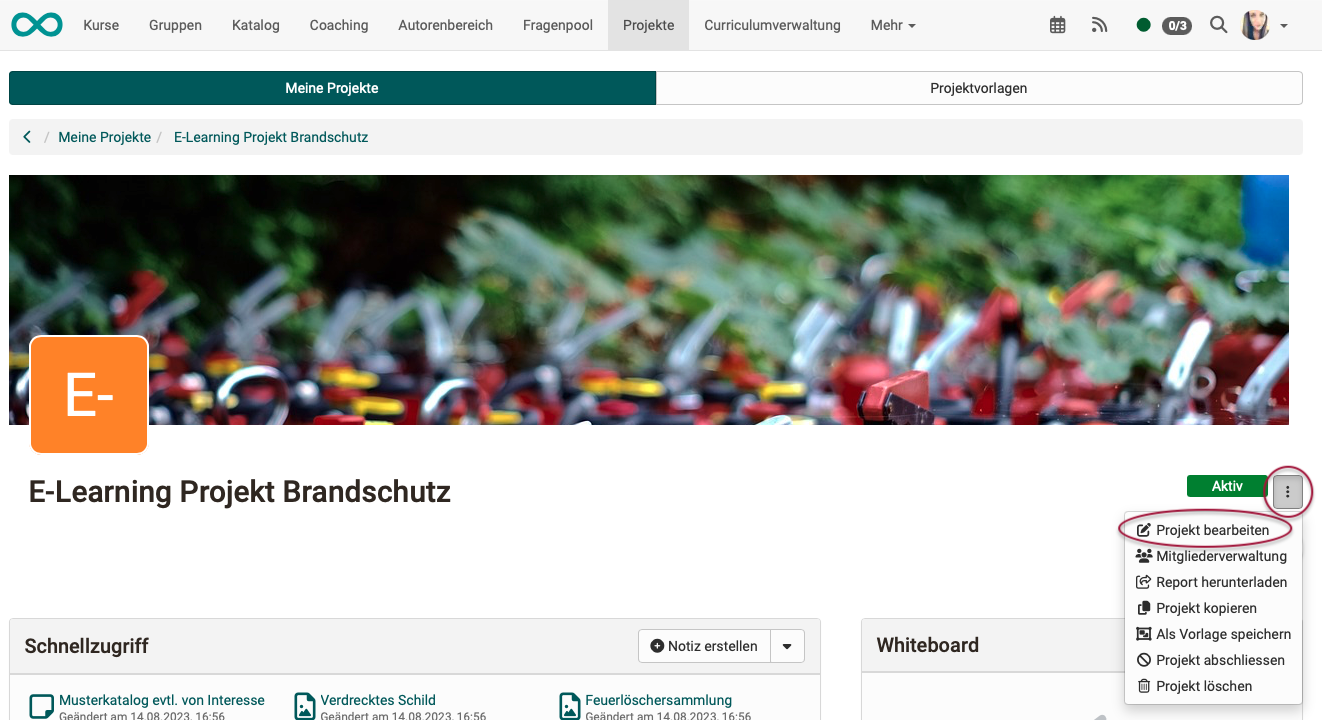 Kurse Gruppen Katalog Coaching Autorenbereich Fragenpool Projekte Curriculumverwaltung Mehr 0/3
Meine Projekte Projektvorlagen
/ Meine Projekte / E-Learning Projekt Brandschutz
E-
E-Learning Projekt Brandschutz
Aktiv
Projekt bearbeiten
Mitgliederverwaltung
Report herunterladen
Projekt kopieren
Als Vorlage speichern
Projekt abschliessen
Projekt löschen
Schnellzugriff
Notiz erstellen
Whiteboard
Musterkatalog evtl. von Interesse
Geändert am 14.08.2023, 16:56
Verdrecktes Schild
Geändert am 14.08.2023, 16:56
Feuerlöschersammlung
Geändert am 14.08.2023, 16:56